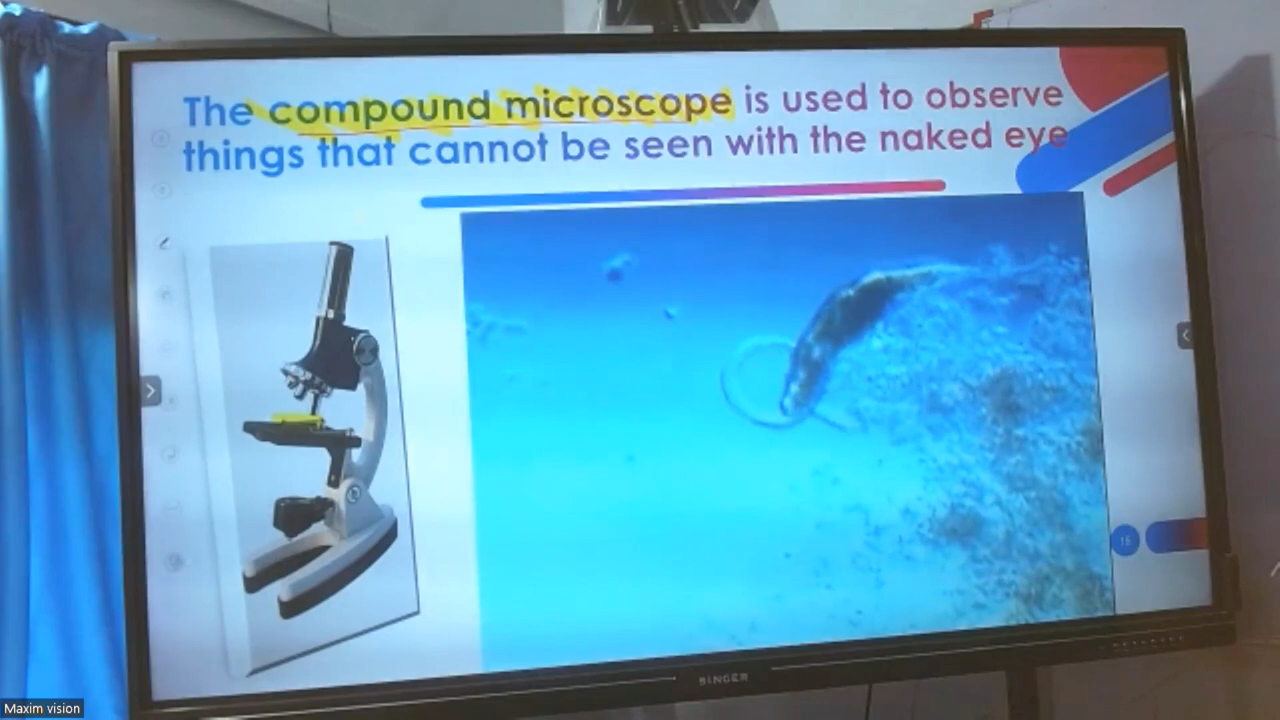 The compound microscope is used to observe
things that cannot be seen with the naked eye
15
SINGER
Maxim vision